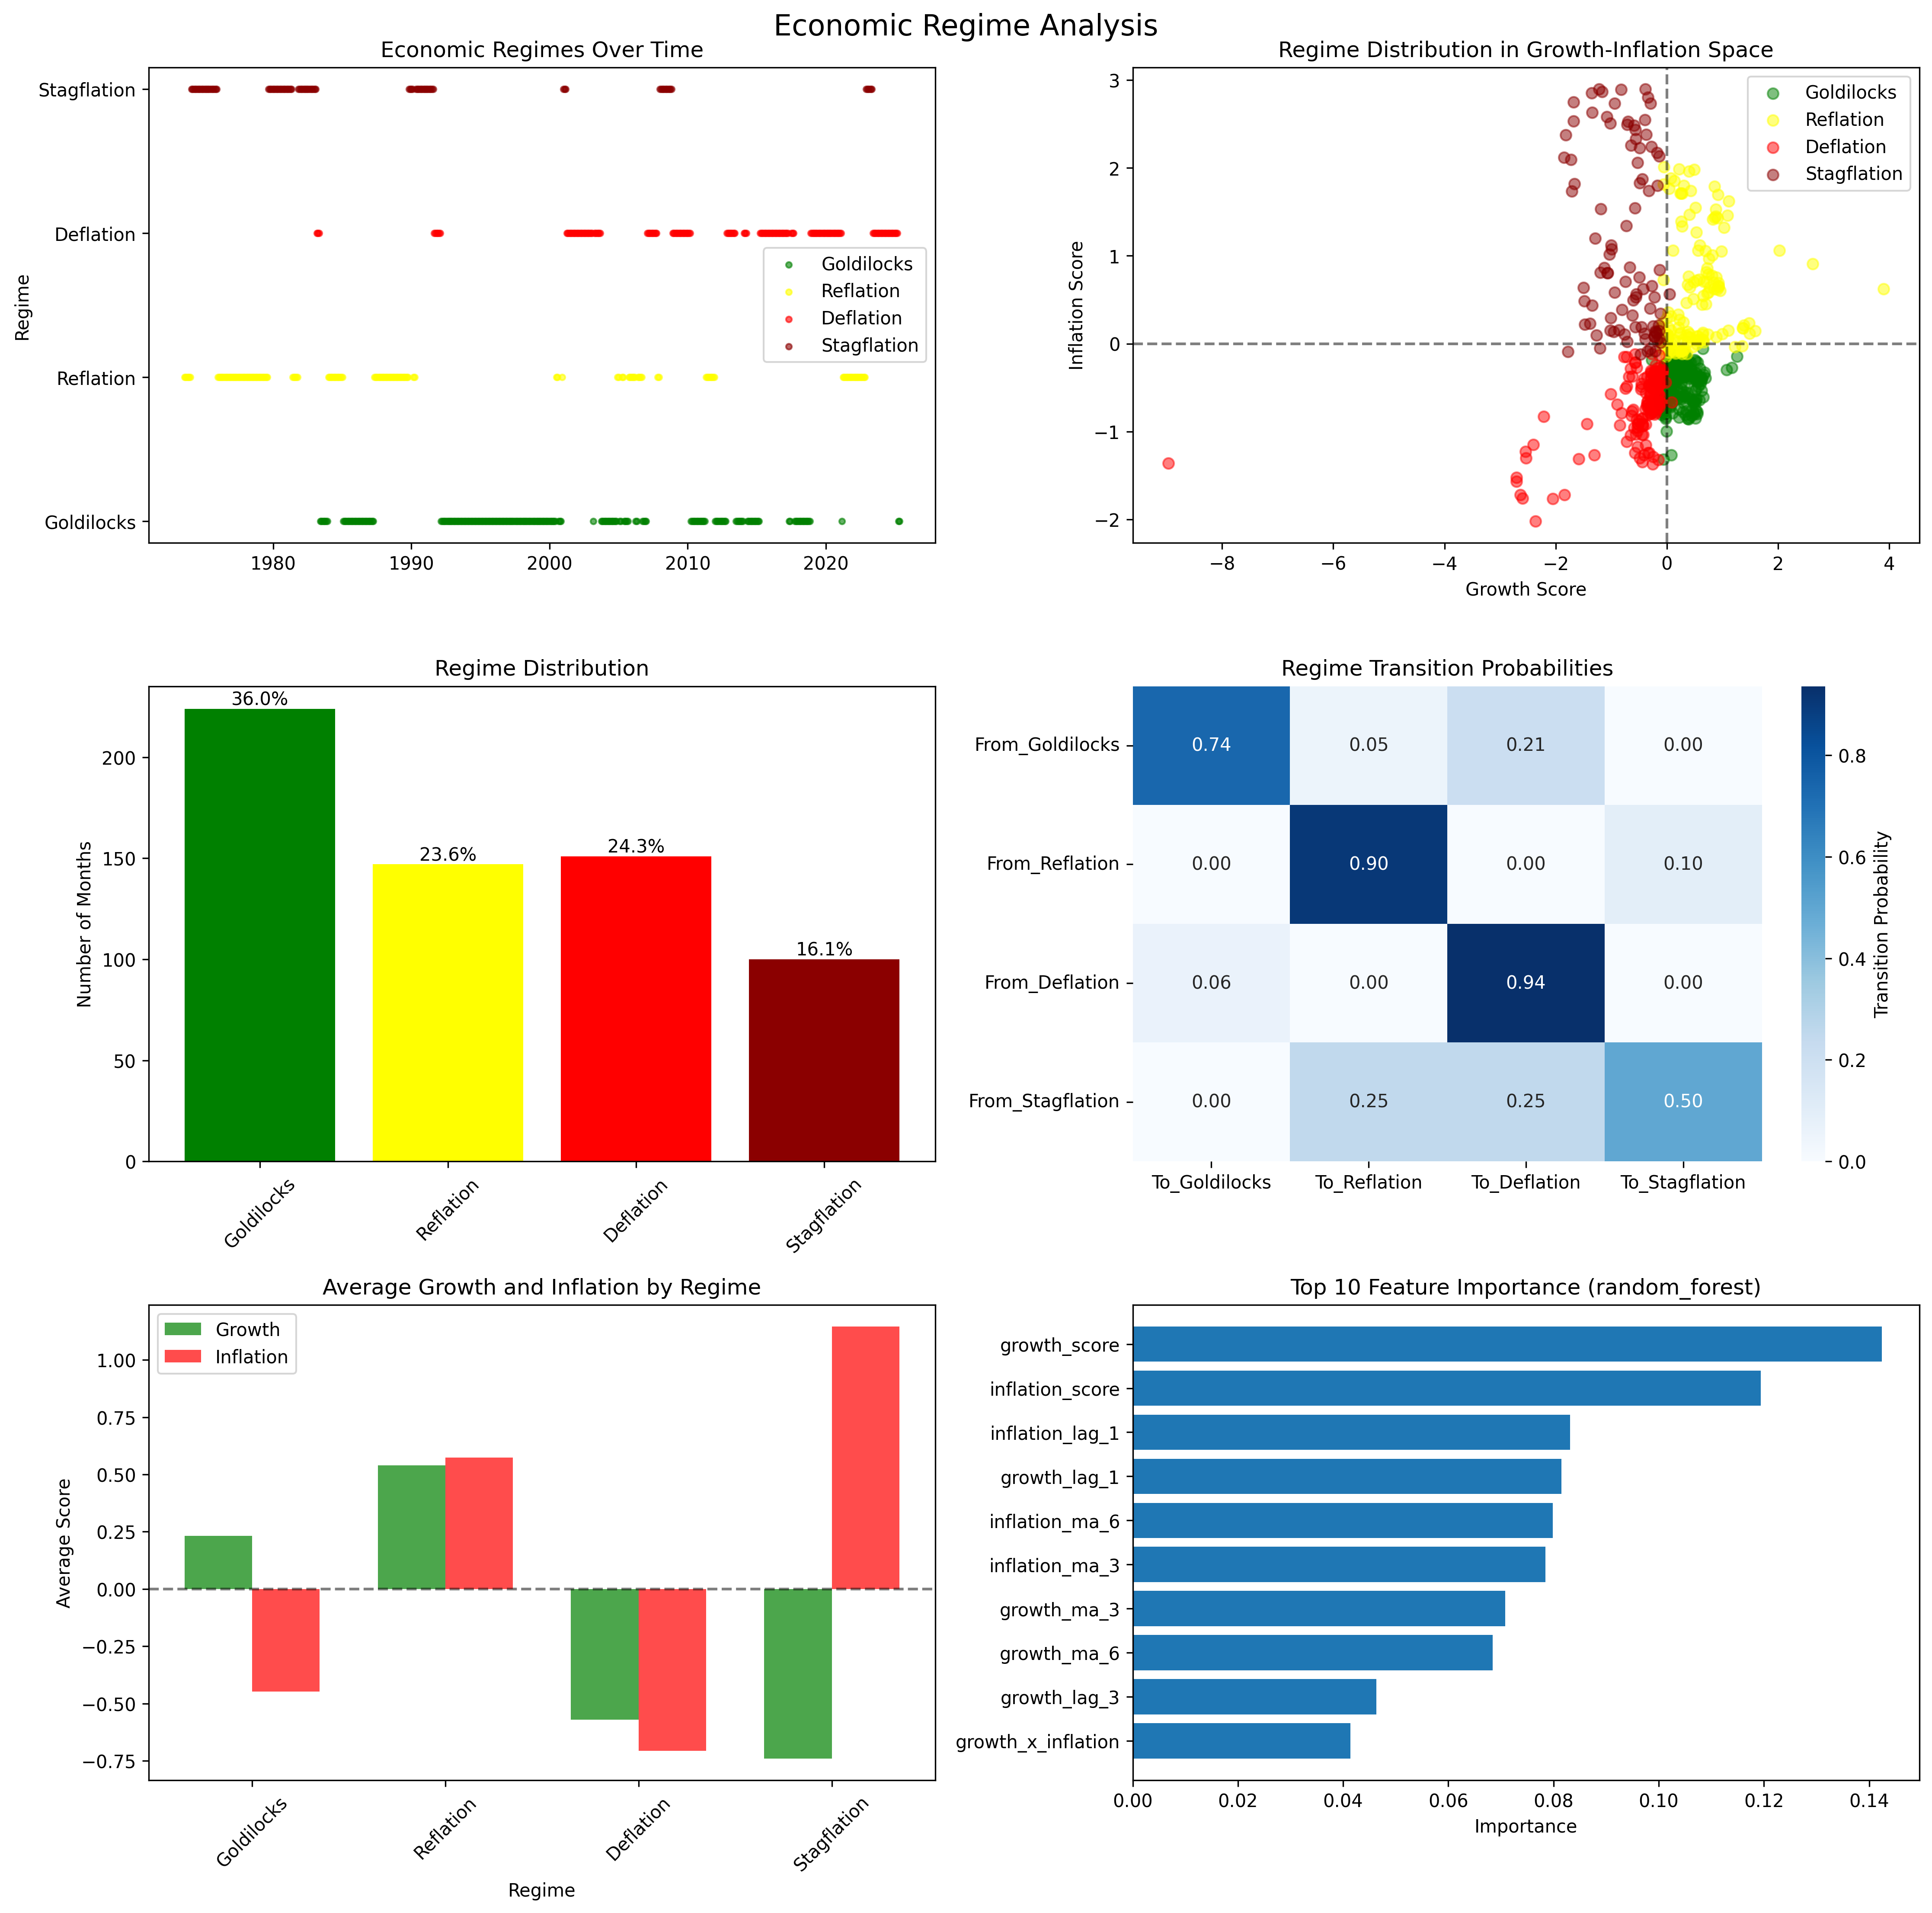 Economic Regime Analysis
Economic Regimes Over Time
Stagflation
Deflation
Reflation
Goldilocks
Regime
Goldilocks
Reflation
Deflation
Stagflation
1980
1990
2000
2010
2020
Regime Distribution in Growth-Inflation Space
3
2
1
0
−1
−2
Inflation Score
Goldilocks
Reflation
Deflation
Stagflation
−8
−6
−4
−2
0
2
4
Growth Score
Regime Distribution
200
150
100
50
0
Number of Months
36.0%
23.6%
24.3%
16.1%
Goldilocks
Reflation
Deflation
Stagflation
Regime Transition Probabilities
From_Goldilocks
0.74
0.05
0.21
0.00
From_Reflation
0.00
0.90
0.00
0.10
From_Deflation
0.06
0.00
0.94
0.00
From_Stagflation
0.00
0.25
0.25
0.50
To_Goldilocks
To_Reflation
To_Deflation
To_Stagflation
0.8
0.6
0.4
0.2
0.0
Transition Probability
Average Growth and Inflation by Regime
Growth
Inflation
1.00
0.75
0.50
0.25
0.00
−0.25
−0.50
−0.75
Average Score
Goldilocks
Reflation
Deflation
Stagflation
Regime
Top 10 Feature Importance (random_forest)
growth_score
inflation_score
inflation_lag_1
growth_lag_1
inflation_ma_6
inflation_ma_3
growth_ma_3
growth_ma_6
growth_lag_3
growth_x_inflation
0.00
0.02
0.04
0.06
0.08
0.10
0.12
0.14
Importance